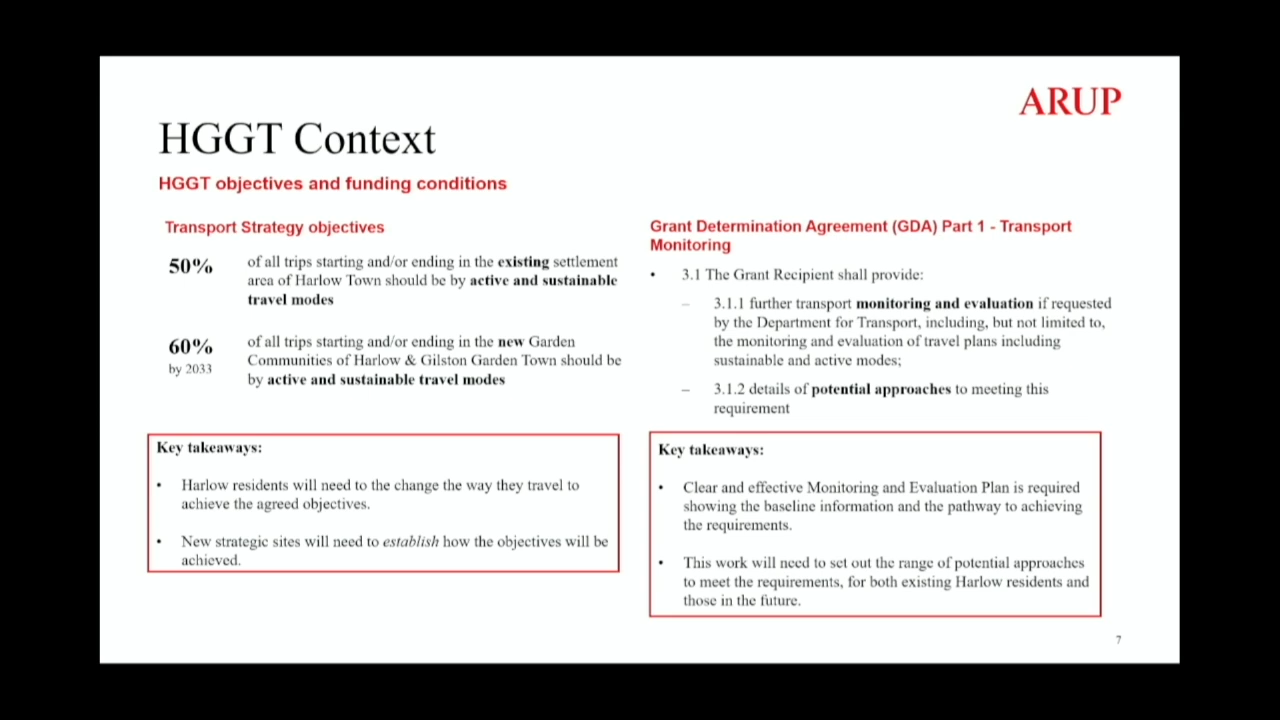 ARUP
HGGT Context
HGGT objectives and funding conditions
Transport Strategy objectives
50%
of all trips starting and/or ending in the existing settlement
area of Harlow Town should be by active and sustainable
travel modes
60%
by 2033
of all trips starting and/or ending in the new Garden
Communities of Harlow & Gilston Garden Town should be
by active and sustainable travel modes
Key takeaways:
• Harlow residents will need to the change the way they travel to
achieve the agreed objectives.
• New strategic sites will need to establish how the objectives will be
achieved.
Grant Determination Agreement (GDA) Part 1 - Transport
Monitoring
• 3.1 The Grant Recipient shall provide:
– 3.1.1 further transport monitoring and evaluation if requested
by the Department for Transport, including, but not limited to,
the monitoring and evaluation of travel plans including
sustainable and active modes;
– 3.1.2 details of potential approaches to meeting this
requirement
Key takeaways:
• Clear and effective Monitoring and Evaluation Plan is required
showing the baseline information and the pathway to achieving
the requirements.
• This work will need to set out the range of potential approaches
to meet the requirements, for both existing Harlow residents and
those in the future.
7